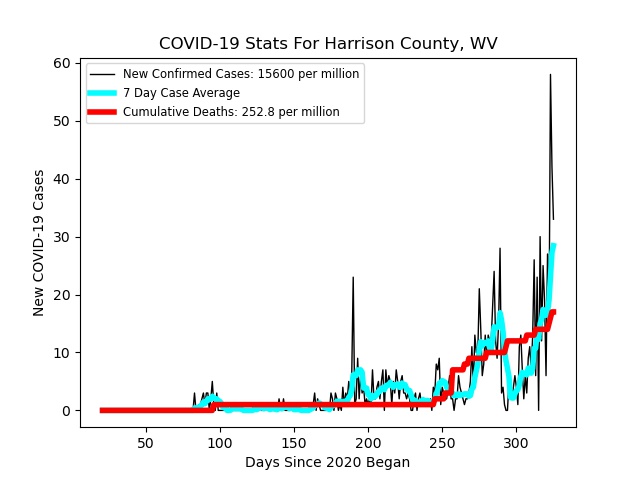 COVID-19 Stats For Harrison County, WV
60
50
40
30
20
10
0
New COVID-19 Cases
New Confirmed Cases: 15600 per million
7 Day Case Average
Cumulative Deaths: 252.8 per million
50 100 150 200 250 300
Days Since 2020 Began